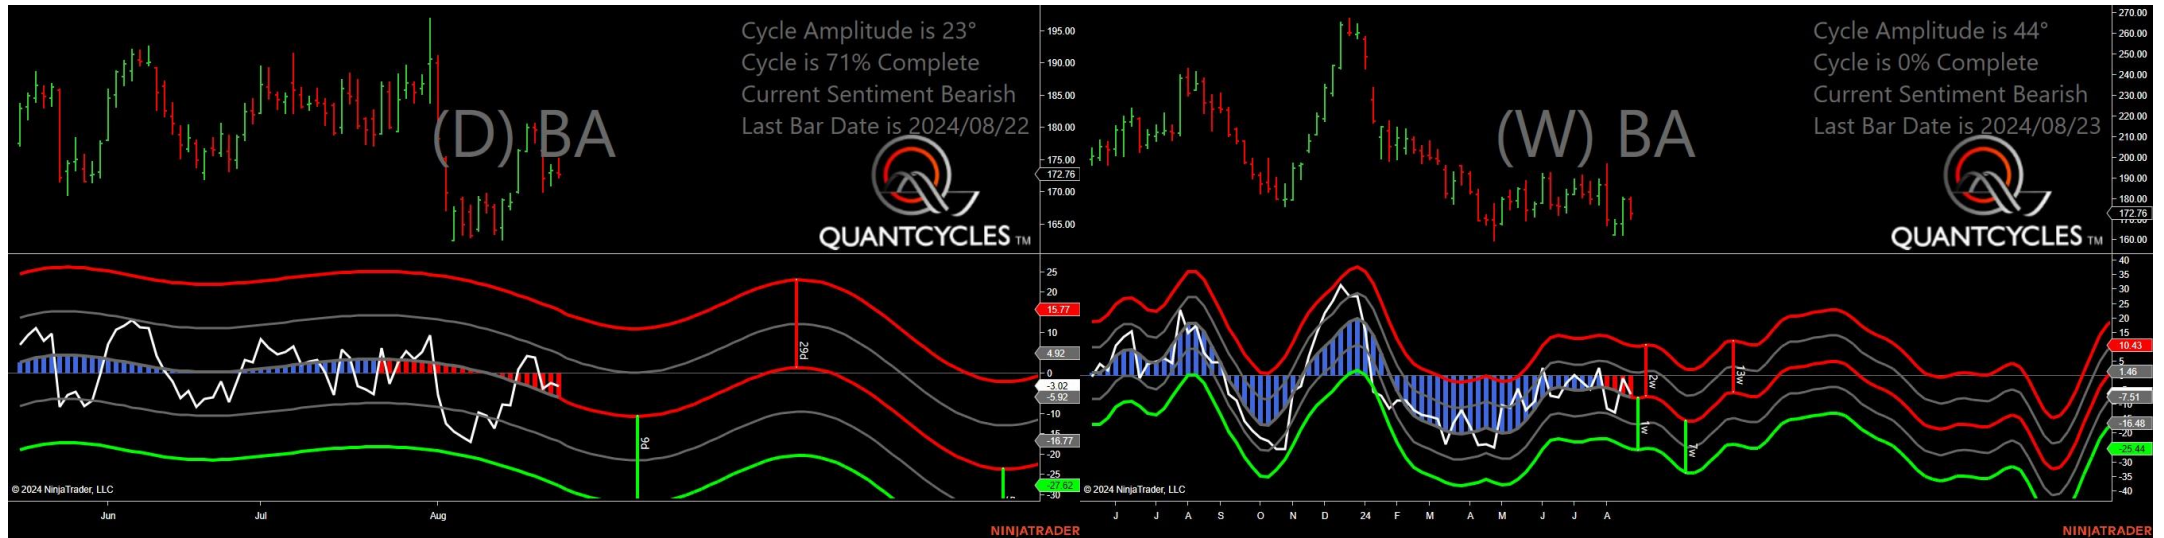 Cycle Amplitude is 23°
Cycle is 71% Complete
Current Sentiment Bearish
Last Bar Date is 2024/08/22
(D) BA
QUANTCYCLES TM
195.00
190.00
185.00
180.00
175.00
172.76
170.00
165.00
25
20
15.77
10
4.92
0
-3.02
-5.92
-10
-16.77
-20
-25
-27.62
-30
29d
9d
© 2024 NinjaTrader, LLC
Jun
Jul
Aug
NINJATRADER
Cycle Amplitude is 44°
Cycle is 0% Complete
Current Sentiment Bearish
Last Bar Date is 2024/08/23
(W) BA
QUANTCYCLES TM
270.00
260.00
250.00
240.00
230.00
220.00
210.00
200.00
190.00
180.00
172.76
160.00
40
35
30
25
20
15
10.43
5
1.46
-7.51
-10
-16.48
-20
-25.44
-30
-35
-40
2w
13w
1w
7w
© 2024 NinjaTrader, LLC
J
J
A
S
O
N
D
24
F
M
A
M
J
J
A
NINJATRADER